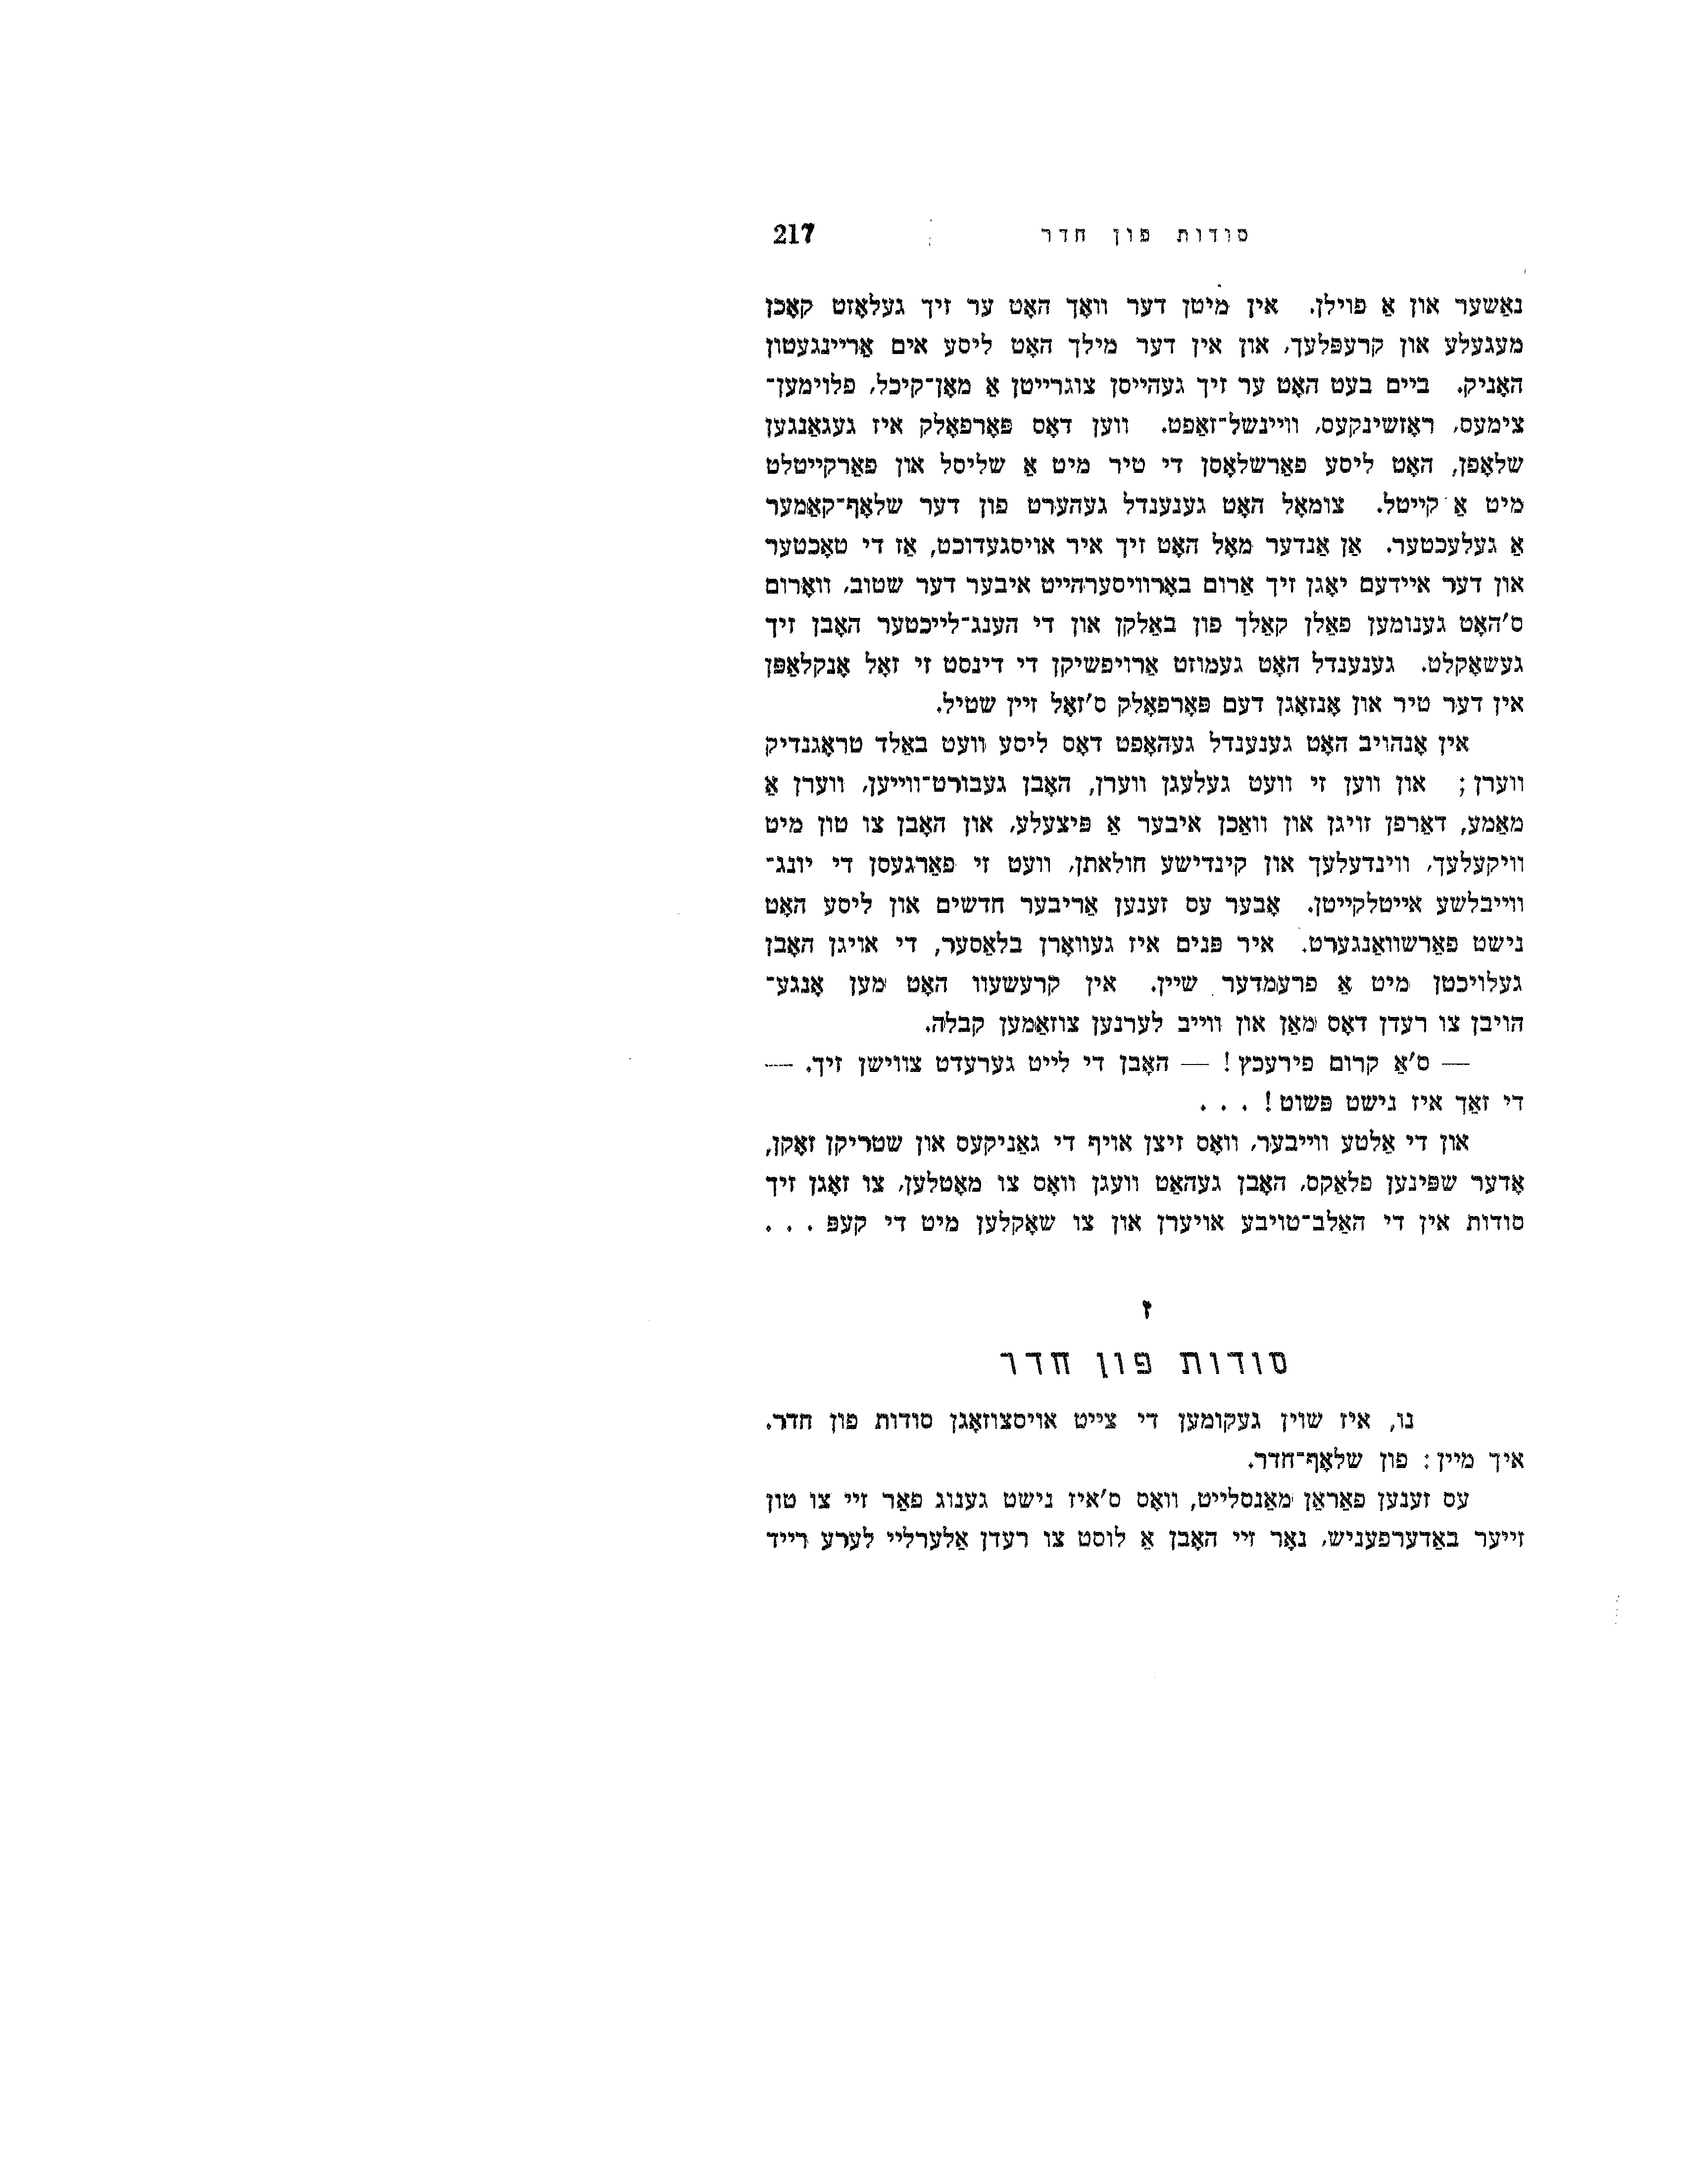 סודות פון חדר 217
נאַשער און אַ פוילן. אין מיטן דער וואָך האָט ער זיך געלאָזט קאָכן
מעגעלע און קרעפּלעך, און אין דער מילך האָט ליסע אים אַריינגעטון
האָניק. ביים בעט האָט ער זיך געהייסן צוגרייטן אַ מאָן־קיכל, פלוימען־
צימעס, ראָזשינקעס, וויינשל־זאַפט. ווען דאָס פּאָרפאָלק איז געגאַנגען
שלאָפן, האָט ליסע פאַרשלאָסן די טיר מיט אַ שליסל און פאַרקייטלט
מיט אַ קייטל. צומאָל האָט גענענדל געהערט פון דער שלאָף־קאַמער
אַ געלעכטער. אַן אַנדער מאָל האָט זיך איר אויסגעדוכט, אַז די טאָכטער
און דער איידעם יאָגן זיך אַרום באָרוויסערהייט איבער דער שטוב, וואָרום
ס'האָט גענומען פאַלן קאַלך פון באַלקן און די הענג־לייכטער האָבן זיך
געשאָקלט. גענענדל האָט געמוזט אַרויפשיקן די דינסט זי זאָל אָנקלאַפּן
אין דער טיר און אָנזאָגן דעם פּאָרפאָלק ס'זאָל זיין שטיל.
אין אָנהויב האָט גענענדל געהאָפט דאָס ליסע וועט באַלד טראָגנדיק
ווערן; און ווען זי וועט געלעגן ווערן, האָבן געבורט־ווייען, ווערן אַ
מאַמע, דאַרפן זויגן און וואַכן איבער אַ פּיצעלע, און האָבן צו טון מיט
וויקעלעך, ווינדעלעך און קינדישע חולאתן, וועט זי פאַרגעסן די יונג־
ווייבלשע אייטלקייטן. אָבער עס זענען אַריבער חדשים און ליסע האָט
נישט פאַרשוואַנגערט. איר פּנים איז געוואָרן בלאַסער, די אויגן האָבן
געלויכטן מיט אַ פרעמדער שיין. אין קרעשעוו האָט מען אָנגע־
הויבן צו רעדן דאָס מאַן און ווייב לערנען צוזאַמען קבלה.
— ס'אַ קרום פירעכץ! — האָבן די לייט גערעדט צווישן זיך. —
די זאַך איז נישט פּשוט! . . .
און די אַלטע ווייבער, וואָס זיצן אויף די גאַניקעס און שטריקן זאָקן,
אָדער שפּינען פלאַקס, האָבן געהאַט וועגן וואָס צו מאָטלען, צו זאָגן זיך
סודות אין די האַלב־טויבע אויערן און צו שאָקלען מיט די קעפּ . . .
ז
סודות פון חדר
נו, איז שוין געקומען די צייט אויסצוזאָגן סודות פון חדר.
איך מיין: פון שלאָף־חדר.
עס זענען פאַראַן מאַנסלייט, וואָס ס'איז נישט גענוג פאַר זיי צו טון
זייער באַדערפעניש, נאָר זיי האָבן אַ לוסט צו רעדן אַלערליי לערע רייד